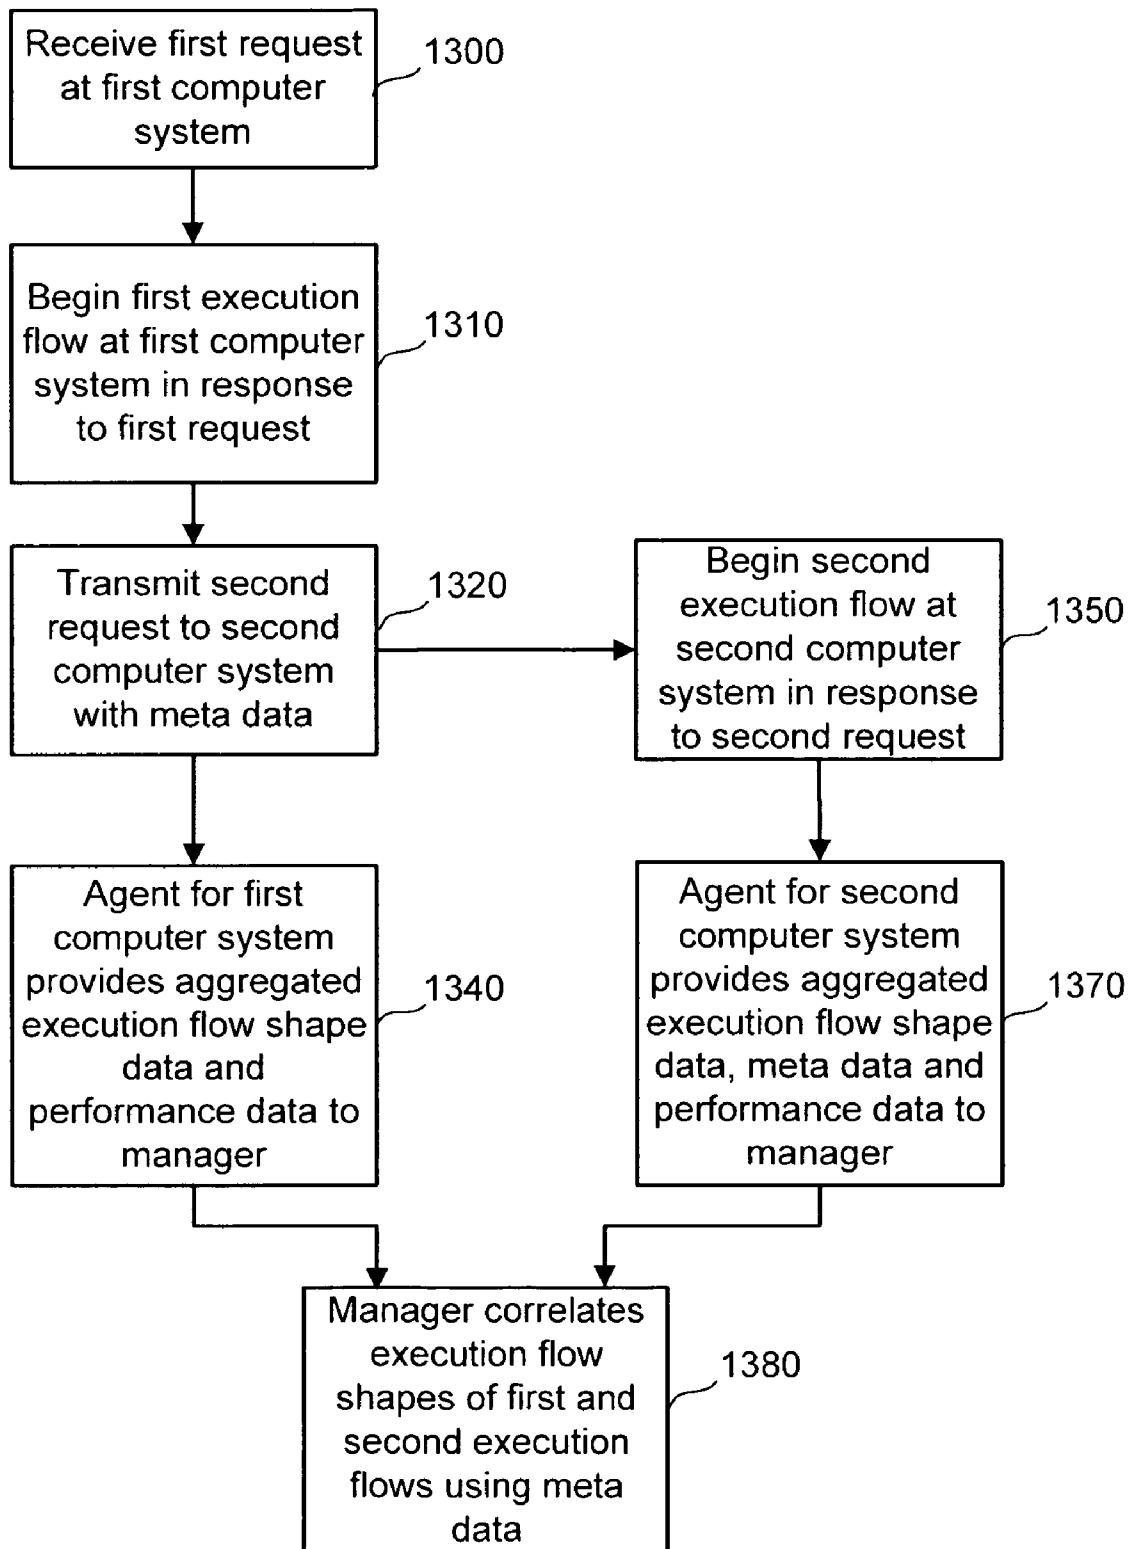 Receive first request
at first computer
system
1300
Begin first execution
flow at first computer
system in response
to first request
1310
Transmit second
request to second
computer system
with meta data
1320
Begin second
execution flow at
second computer
system in response
to second request
1350
Agent for first
computer system
provides aggregated
execution flow shape
data and
performance data to
manager
1340
Agent for second
computer system
provides aggregated
execution flow shape
data, meta data and
performance data to
manager
1370
Manager correlates
execution flow
shapes of first and
second execution
flows using meta
data
1380